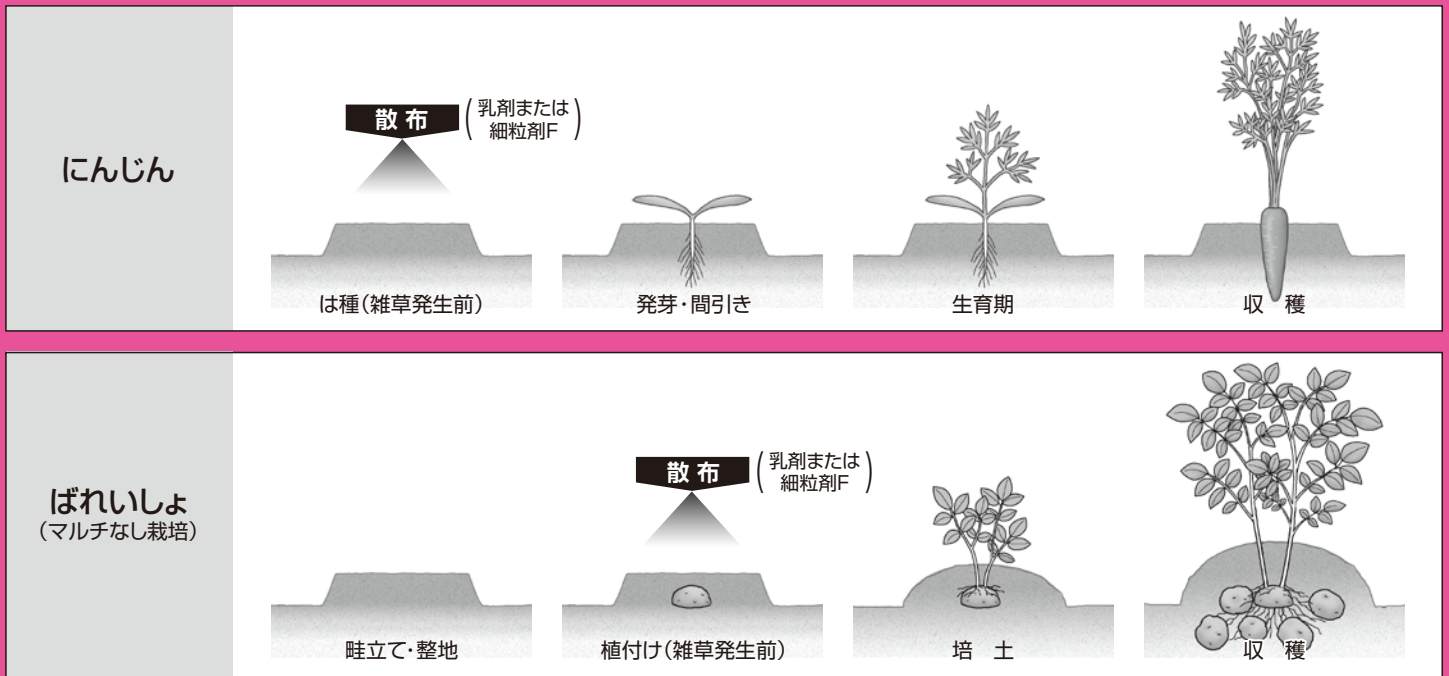 にんじん
散布
(乳剤または
細粒剤F)
は種(雑草発生前)
発芽・間引き
生育期
収穫
ばれいしょ
(マルチなし栽培)
散布
(乳剤または
細粒剤F)
畦立て・整地
植付け(雑草発生前)
培土
収穫